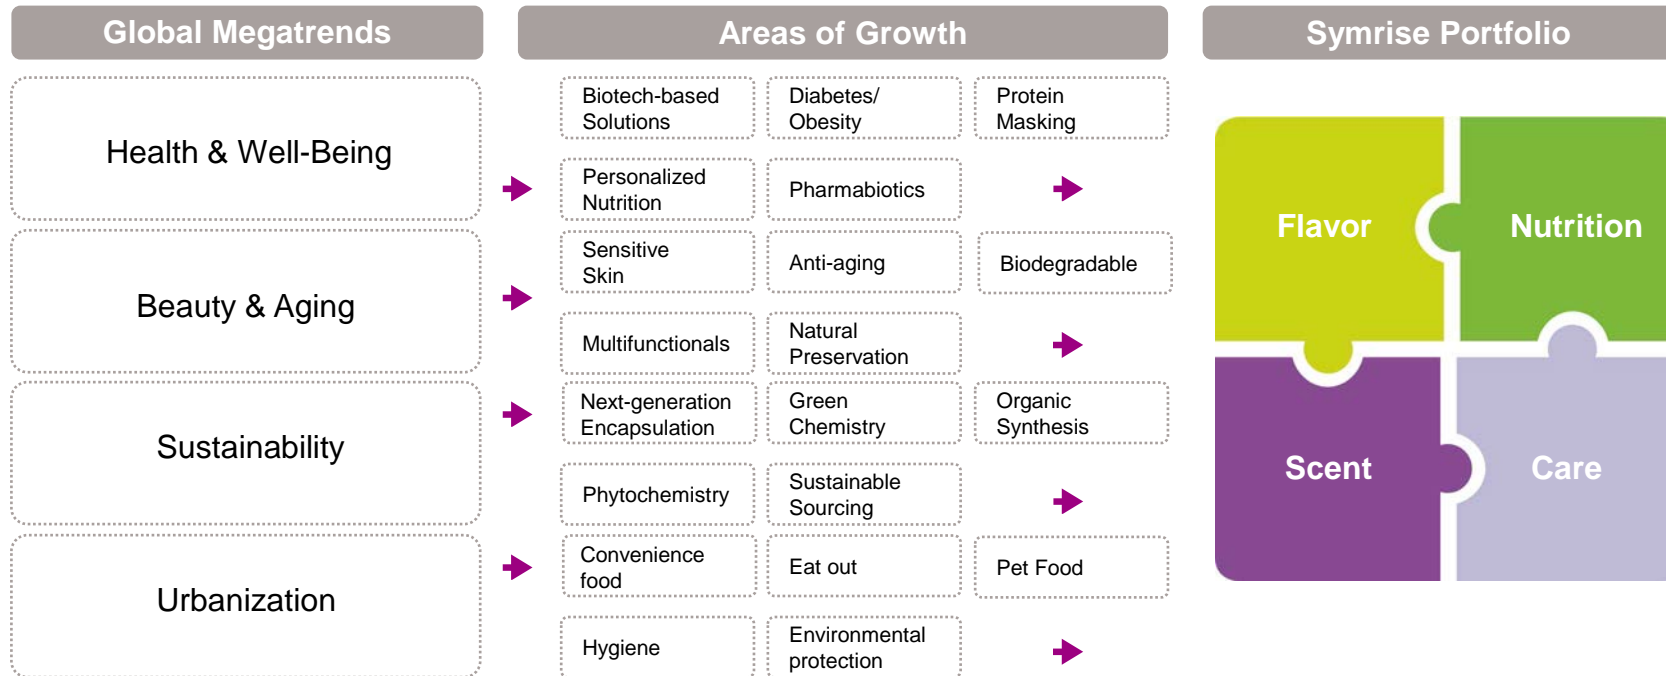 Global Megatrends
Areas of Growth
Symrise Portfolio
Health & Well-Being
Beauty & Aging
Sustainability
Urbanization
Biotech-based
Solutions
Diabetes/
Obesity
Protein
Masking
Personalized
Nutrition
Pharmabiotics
Sensitive
Skin
Anti-aging
Biodegradable
Multifunctionals
Natural
Preservation
Next-generation
Encapsulation
Green
Chemistry
Organic
Synthesis
Phytochemistry
Sustainable
Sourcing
Convenience
food
Eat out
Pet Food
Hygiene
Environmental
protection
Flavor
Nutrition
Scent
Care